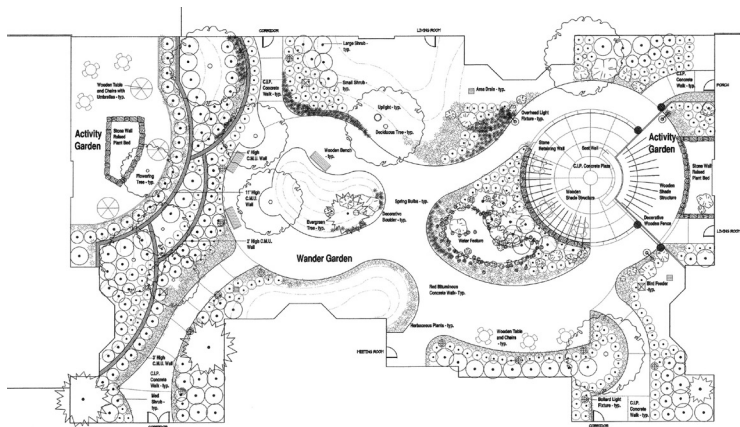 CORRIDOR
LIVING ROOM
Large Shrub -
typ.
C.I.P.
Concrete
Walk - typ.
Small Shrub -
typ.
Wooden Table
and Chairs with
Umbrellas - typ.
Area Drain - typ.
C.I.P.
Concrete
Walk - typ.
PORCH
Uplight - typ.
Deciduous Tree - typ.
Overhead Light
Fixture - typ.
Activity
Garden
Stone Wall
Raised
Plant Bed
4' High
C.M.U. Wall
Wooden Bench - typ.
Stone
Retaining Wall
Seat Wall
Activity
Garden
Stone Wall
Raised
Plant Bed
Flowering
Tree - typ.
C.I.P. Concrete Plaza
11' High
C.M.U.
Wall
Wooden
Shade Structure
Wooden
Shade
Structure
Spring Bulbs - typ.
Decorative
Boulder - typ.
Evergreen
Tree - typ.
Decorative
Wooden Fence
LIVING ROOM
2' High C.M.U.
Wall
Water Feature
Wander Garden
Red Bituminous
Concrete Walk - Typ.
Bird Feeder
- typ.
Herbaceous Plants - typ.
Wooden Table
and Chairs
- typ.
MEETING ROOM
2' High
C.M.U. Wall
C.I.P.
Concrete
Walk - typ.
Med
Shrub -
typ.
Bollard Light
Fixture - typ.
C.I.P.
Concrete
Walk - typ.
CORRIDOR
CORRIDOR